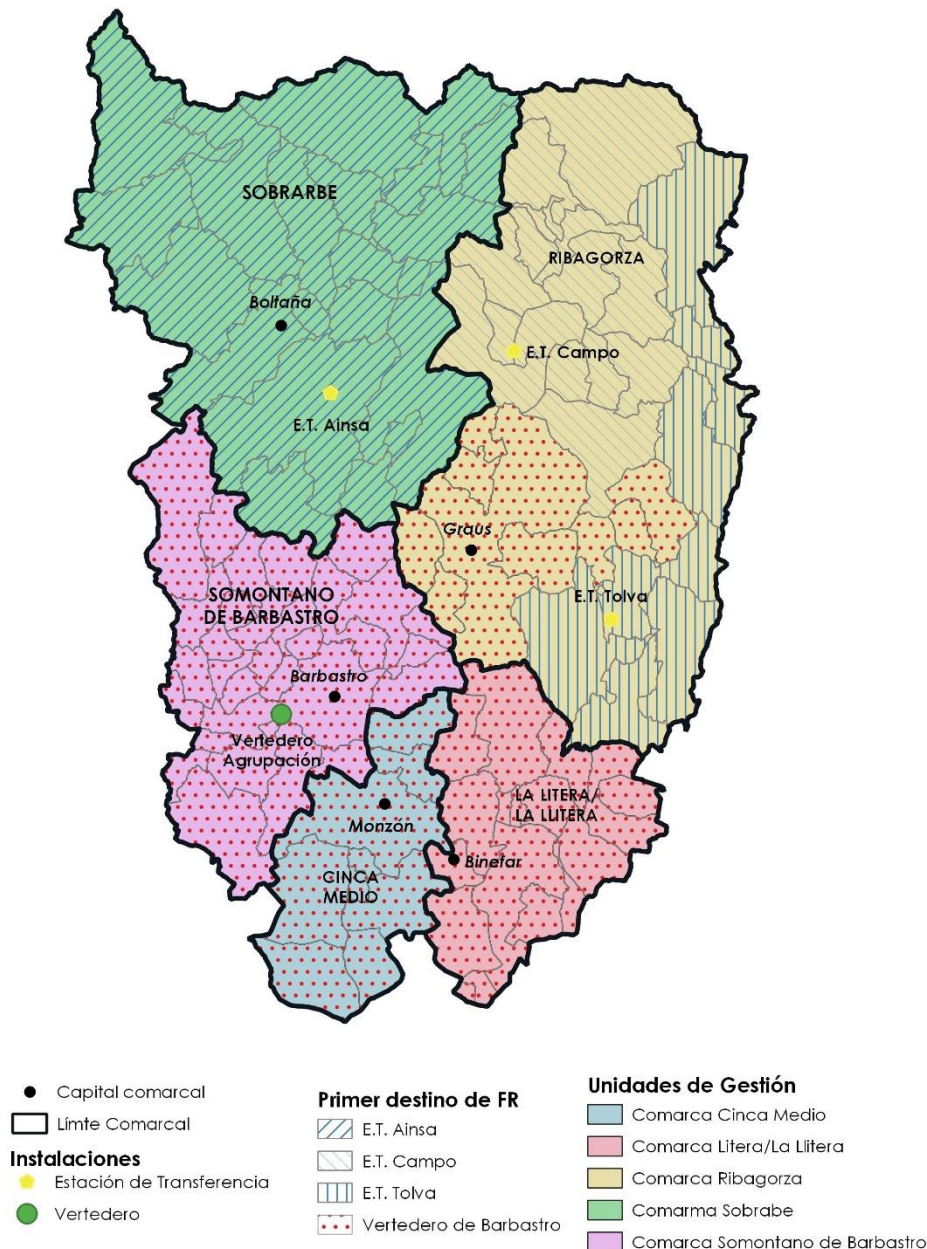 SOBRARBE
RIBAGORZA
Boltaña
E.T. Campo
E.T. Ainsa
Graus
E.T. Tolva
SOMONTANO
DE BARBASTRO
Barbastro
Vertedero
Agrupación
LA LITERA/
LA LLITERA
Monzón
Binefar
CINCA
MEDIO
Capital comarcal
Límte Comarcal
Instalaciones
Estación de Transferencia
Vertedero
Primer destino de FR
E.T. Ainsa
E.T. Campo
E.T. Tolva
Vertedero de Barbastro
Unidades de Gestión
Comarca Cinca Medio
Comarca Litera/La Llitera
Comarca Ribagorza
Comarma Sobrabe
Comarca Somontano de Barbastro